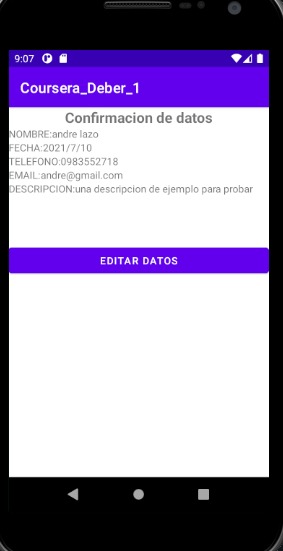 9:07
Coursera_Deber_1
Confirmacion de datos
NOMBRE:andre lazo
FECHA:2021/7/10
TELEFONO:0983552718
EMAIL:andre@gmail.com
DESCRIPCION:una descripcion de ejemplo para probar
EDITAR DATOS